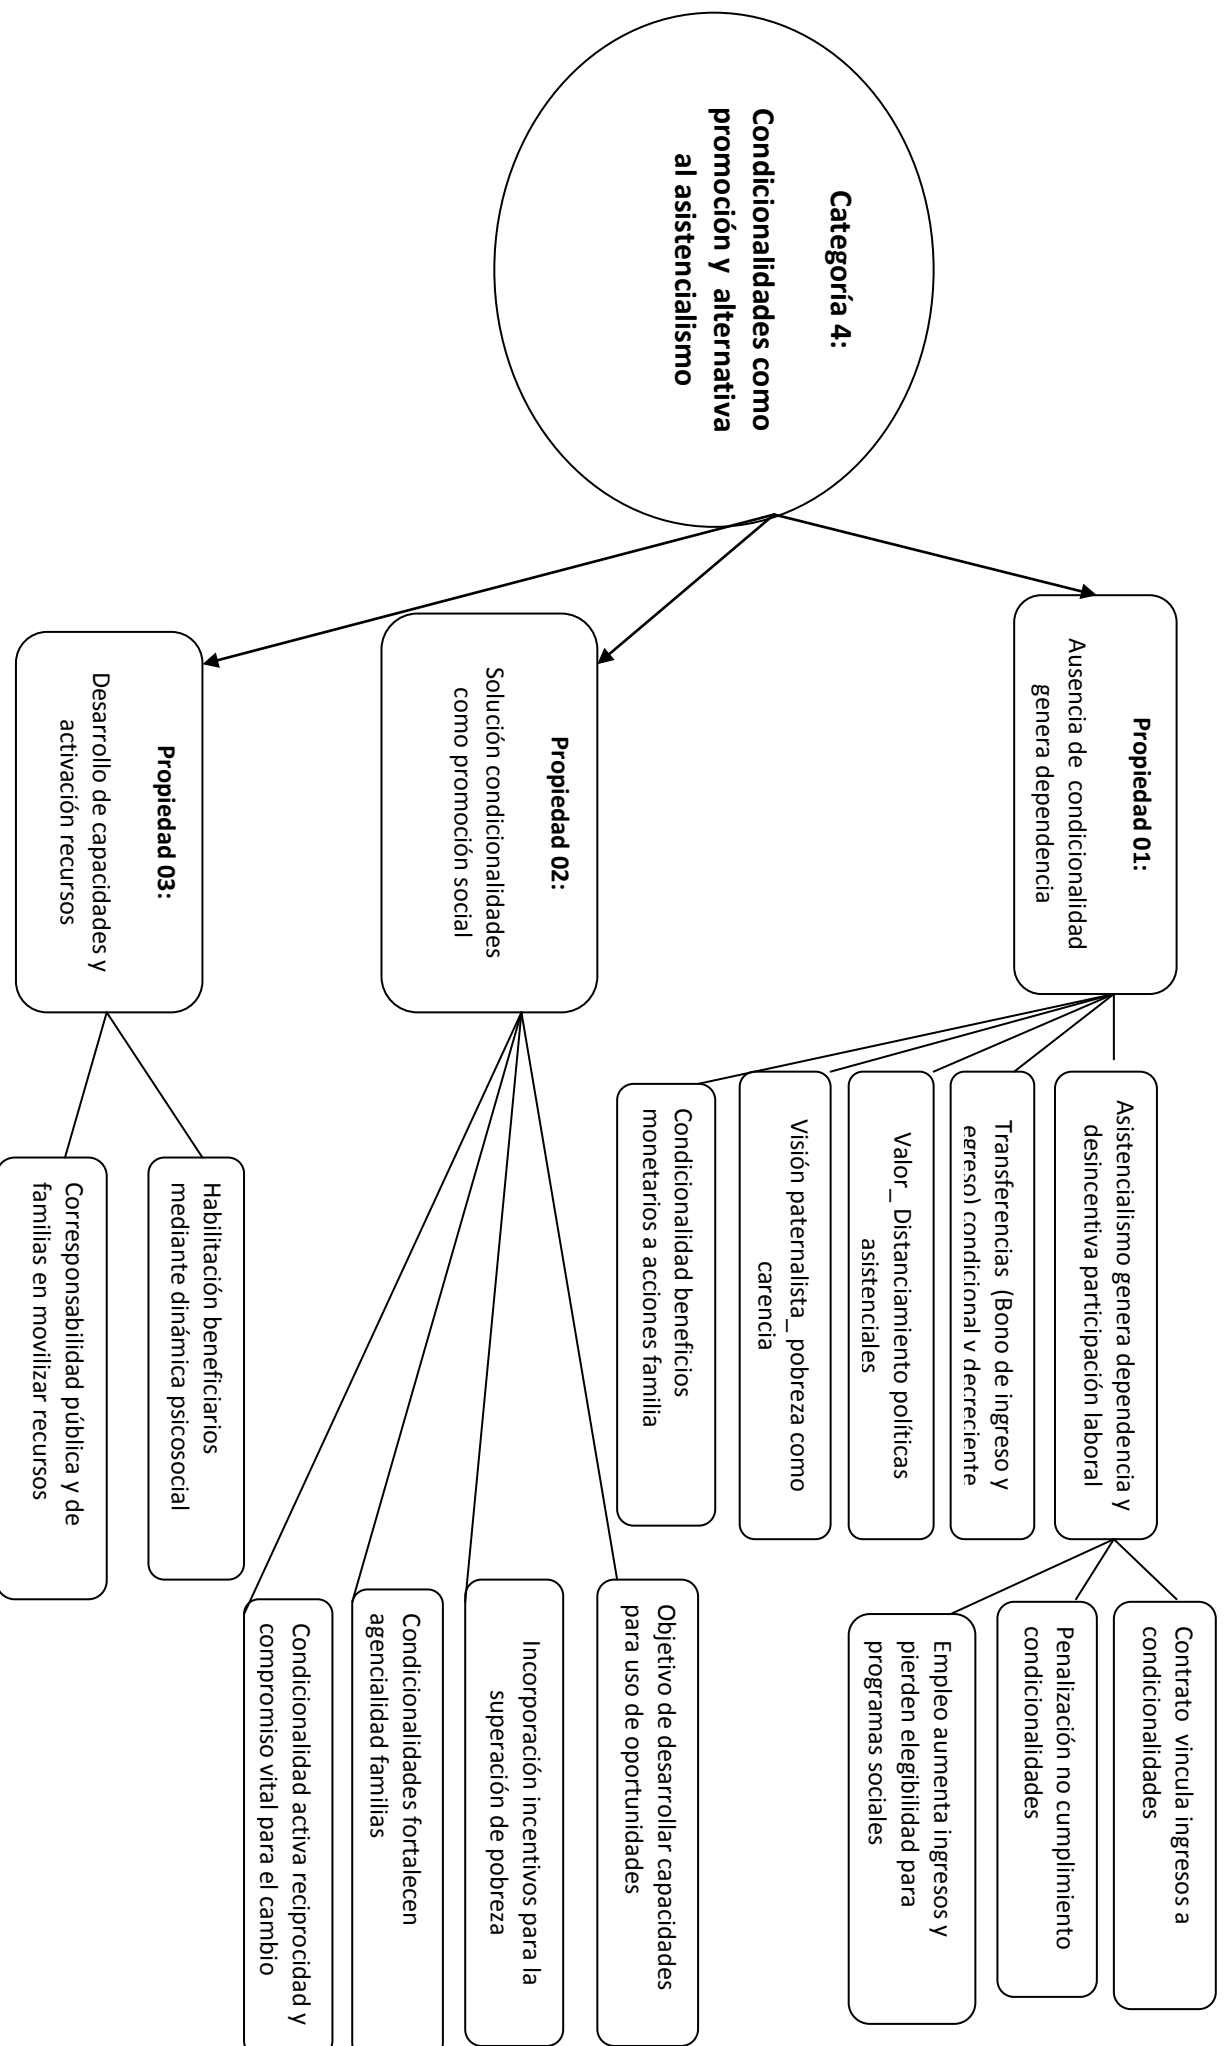 Categoría 4:
Condicionalidades como
promoción y alternativa
al asistencialismo
Propiedad 01:
Ausencia de condicionalidad
genera dependencia
Asistencialismo genera dependencia y
desincentiva participación laboral
Contrato vincula ingresos a
condicionalidades
Penalización no cumplimiento
condicionalidades
Empleo aumenta ingresos y
pierden elegibilidad para
programas sociales
Transferencias (Bono de ingreso y
egreso) condicional y decreciente
Valor_ Distanciamiento políticas
asistenciales
Visión paternalista_ pobreza como
carencia
Condicionalidad beneficios
monetarios a acciones familia
Propiedad 02:
Solución condicionalidades
como promoción social
Objetivo de desarrollar capacidades
para uso de oportunidades
Incorporación incentivos para la
superación de pobreza
Condicionalidades fortalecen
agencialidad familias
Condicionalidad activa reciprocidad y
compromiso vital para el cambio
Propiedad 03:
Desarrollo de capacidades y
activación recursos
Habilitación beneficiarios
mediante dinámica psicosocial
Corresponsabilidad pública y de
familias en movilizar recursos